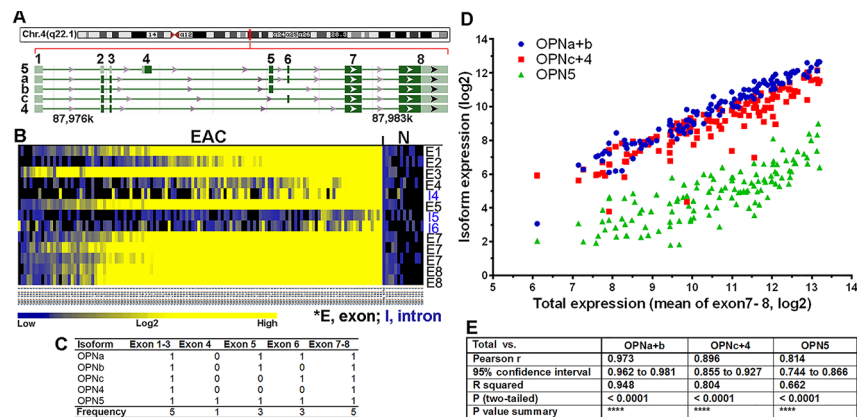 A
Chr.4(q22.1)
1 2 3 4 5 6 7 8
5
a
b
c
4
87,976k 87,983k
B
EAC N
E1
E2
E3
E4
I4
E5
I5
I6
E7
E7
E7
E8
E8
Low Log2 High
*E, exon; I, intron
C
Isoform Exon 1-3 Exon 4 Exon 5 Exon 6 Exon 7-8
OPNa 1 0 1 1 1
OPNb 1 0 1 0 1
OPNc 1 0 0 1 1
OPN4 1 0 0 0 1
OPN5 1 1 1 1 1
Frequency 5 1 3 3 5
D
OPNa+b
OPNc+4
OPN5
Isoform expression (log2)
14
12
10
8
6
4
2
0
5 6 7 8 9 10 11 12 13 14
Total expression (mean of exon7- 8, log2)
E
Total vs. OPNa+b OPNc+4 OPN5
Pearson r 0.973 0.896 0.814
95% confidence interval 0.962 to 0.981 0.855 to 0.927 0.744 to 0.866
R squared 0.948 0.804 0.662
P (two-tailed) < 0.0001 < 0.0001 < 0.0001
P value summary **** **** ****